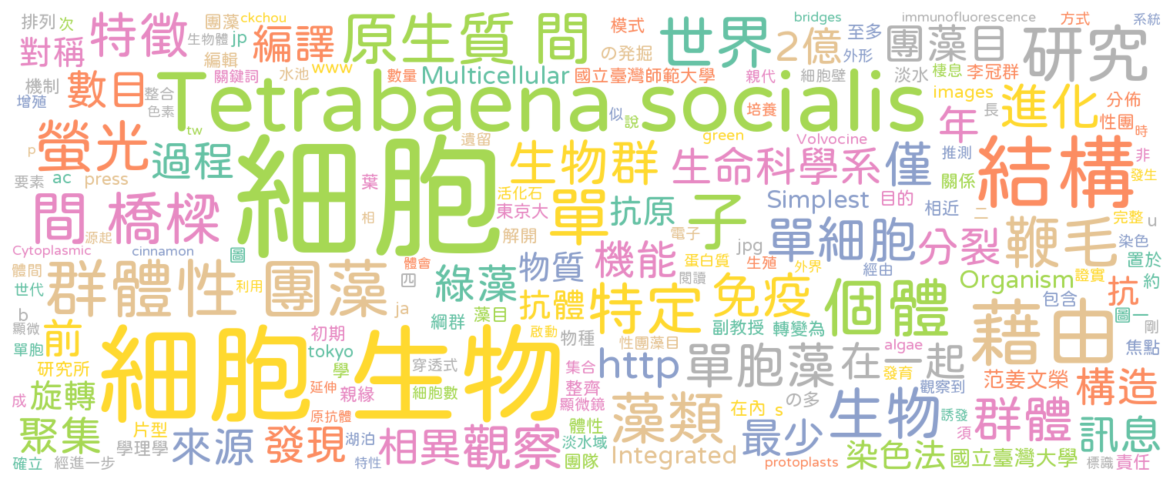 排列 次 特徵 團藻 ckchou 原生質 間 模式 世界 bridges 至多 immunofluorescence 方式 系統
對稱 生物體 jp 編譯 の発掘 2億 外形 團藻目 研究
機制 關鍵詞 編輯 水池 www 數量 Multicellular 國立臺灣師範大學 親代 細胞壁 淡水 棲息 李冠群
增殖 數目 整合 色素 Tetrabaena socialis 似 說 培養 images 長 進化 分佈 性團 時
p 螢光 過程 tw 遺留 生物群 green Volvocine 年 推測 非
要素 ac press 細胞 葉 活化石 單 生命科學系 僅 關係 發生 結構
間 橋樑 相 東京大 抗原 子 Simplest 目的 相近 二 完整 u
Cytoplasmic 源起 cinnamon 圖 解開 電子 jpg 單細胞 分裂 鞭毛 染色
體間 群體性 團藻 利用 體會 四 綠藻 物質 機能 蛋白質 生殖 外界 經由 Organism 證實 置於 約
世代 ja 綱群 抗體 特定 閱讀 免疫 個體 包含 抗 圖一
b 顯微 前 初期 藻目 啟動 物種 副教授 轉變為 藉由 剛
單胞 研究所 細胞 生物 tokyo 學 穿透式 性團藻目 http 單胞藻 algae 在一起 焦點
成 旋轉 延伸 親緣 細胞數 集合 整齊 發育 觀察到 范姜文榮 構造
片型 原抗體 顯微鏡 藻類 在內 s の多 生物 誘發 群體
聚集 學理學 來源 發現 湖泊 相異 觀察 體性 淡水域 最少 須 訊息
確立 經進一步 特性 團隊 Integrated protoplasts 染色法 國立臺灣大學 標識 責任